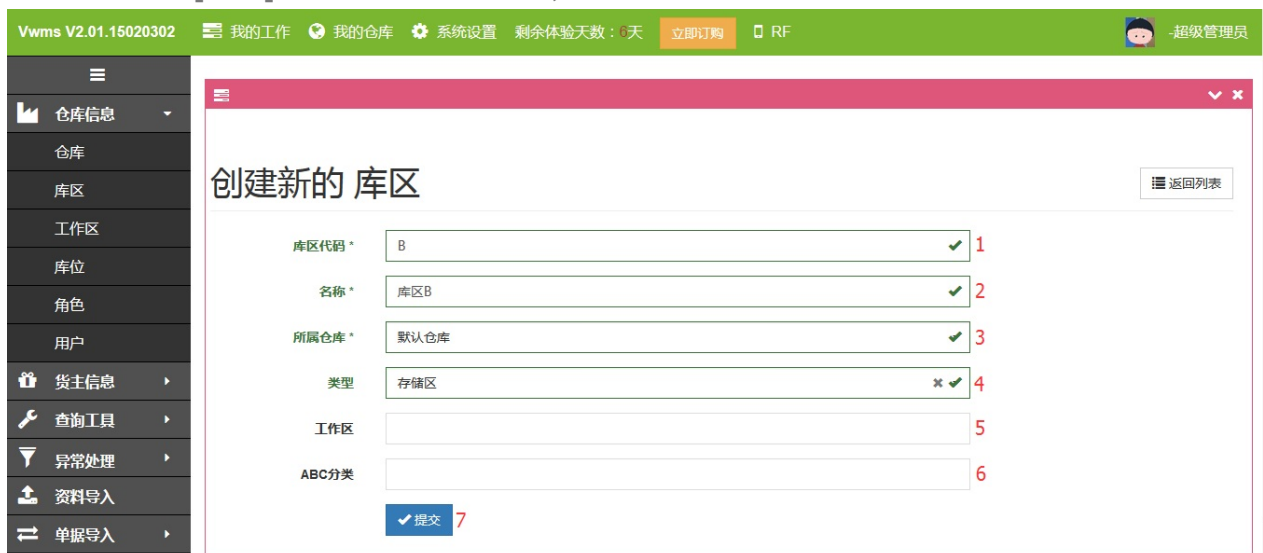 Vwms V2.01.15020302 我的工作 我的仓库 系统设置 剩余体验天数：6天 立即订购 RF -超级管理员
仓库信息
仓库
库区
工作区
库位
角色
用户
货主信息
查询工具
异常处理
资料导入
单据导入
创建新的 库区 返回列表
库区代码 * B 1
名称 * 库区B 2
所属仓库 * 默认仓库 3
类型 存储区 4
工作区 5
ABC分类 6
提交 7